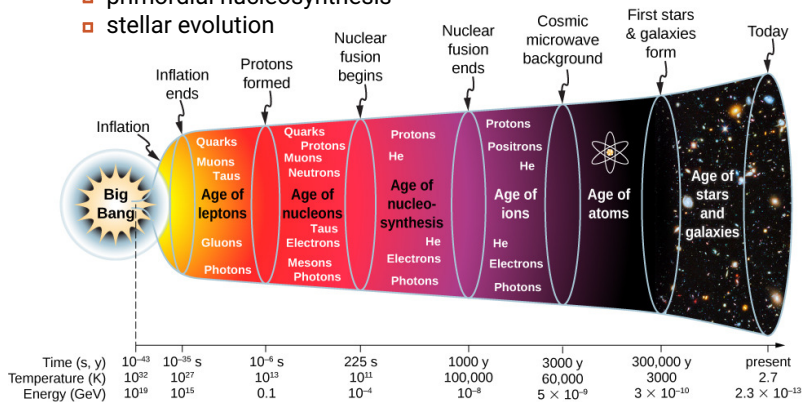 primordial nucleosynthesis
stellar evolution
Inflation
Inflation
ends
Protons
formed
Nuclear
fusion
begins
Nuclear
fusion
ends
Cosmic
microwave
background
First stars
& galaxies
form
Today
Big
Bang
Quarks
Muons
Taus
Age of
leptons
Gluons
Photons
Quarks
Protons
Muons
Neutrons
Age of
nucleons
Taus
Electrons
Mesons
Photons
Protons
He
Age of
nucleo-
synthesis
He
Electrons
Photons
Protons
Positrons
He
Age of
ions
He
Electrons
Photons
Age of
atoms
Age of
stars
and
galaxies
Time (s, y) 10⁻⁴³ 10⁻³⁵ s 10⁻⁶ s 225 s 1000 y 3000 y 300,000 y present
Temperature (K) 10³² 10²⁷ 10¹³ 10¹¹ 100,000 60,000 3000 2.7
Energy (GeV) 10¹⁹ 10¹⁵ 0.1 10⁻⁴ 10⁻⁸ 5 × 10⁻⁹ 3 × 10⁻¹⁰ 2.3 × 10⁻¹³